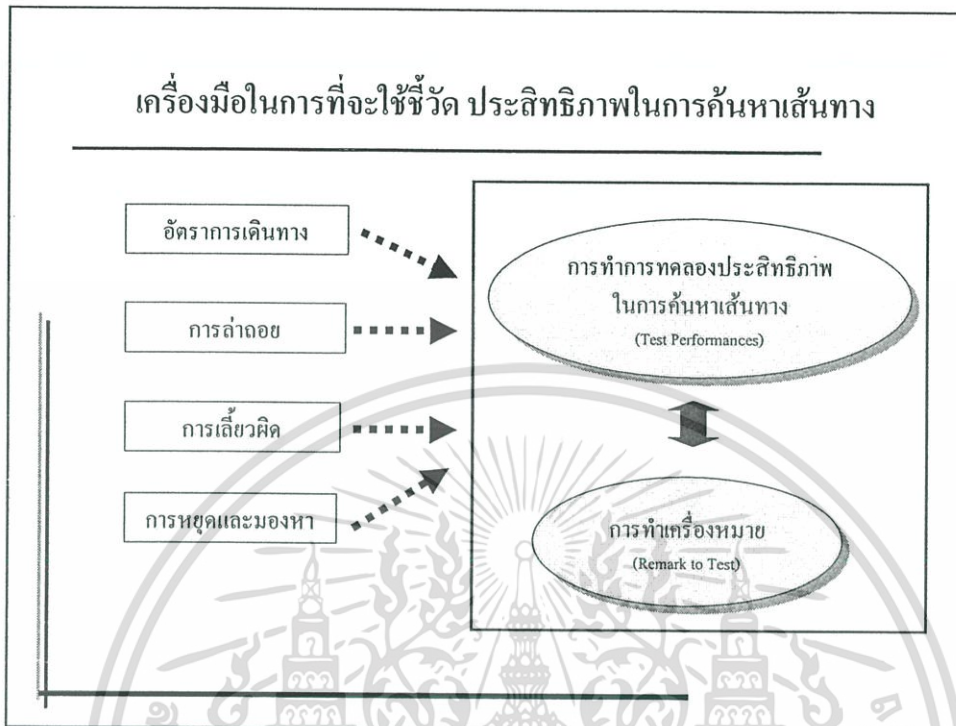 เครื่องมือในการที่จะใช้ชี้วัด ประสิทธิภาพในการค้นหาเส้นทาง
อัตราการเดินทาง
การล่าถอย
การเลี้ยวผิด
การหยุดและมองหา
การทำการทดลองประสิทธิภาพ
ในการค้นหาเส้นทาง
(Test Performances)
การทำเครื่องหมาย
(Remark to Test)